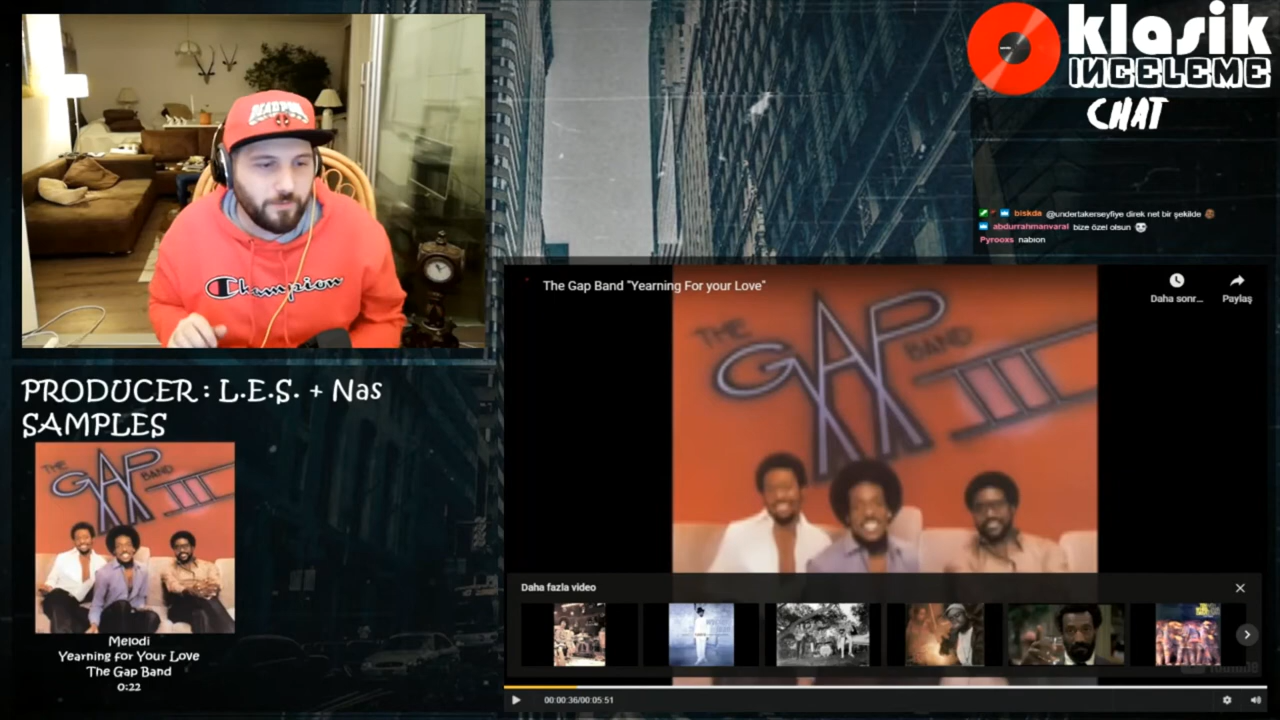 klasik
INCELEME
CHAT
DEADPOOL
Champion
biskda @undertakerseyfiye direk net bir şekilde
abdurrahmanvaral bize özel olsun
Pyrooxs nabıon
The Gap Band "Yearning For your Love"
Daha sonr...
Paylaş
THE
GAP
BAND
III
PRODUCER : L.E.S. + Nas
SAMPLES
THE
GAP
BAND
III
Melodi
Yearning for Your Love
The Gap Band
0:22
Daha fazla video
00:00:36/00:05:51